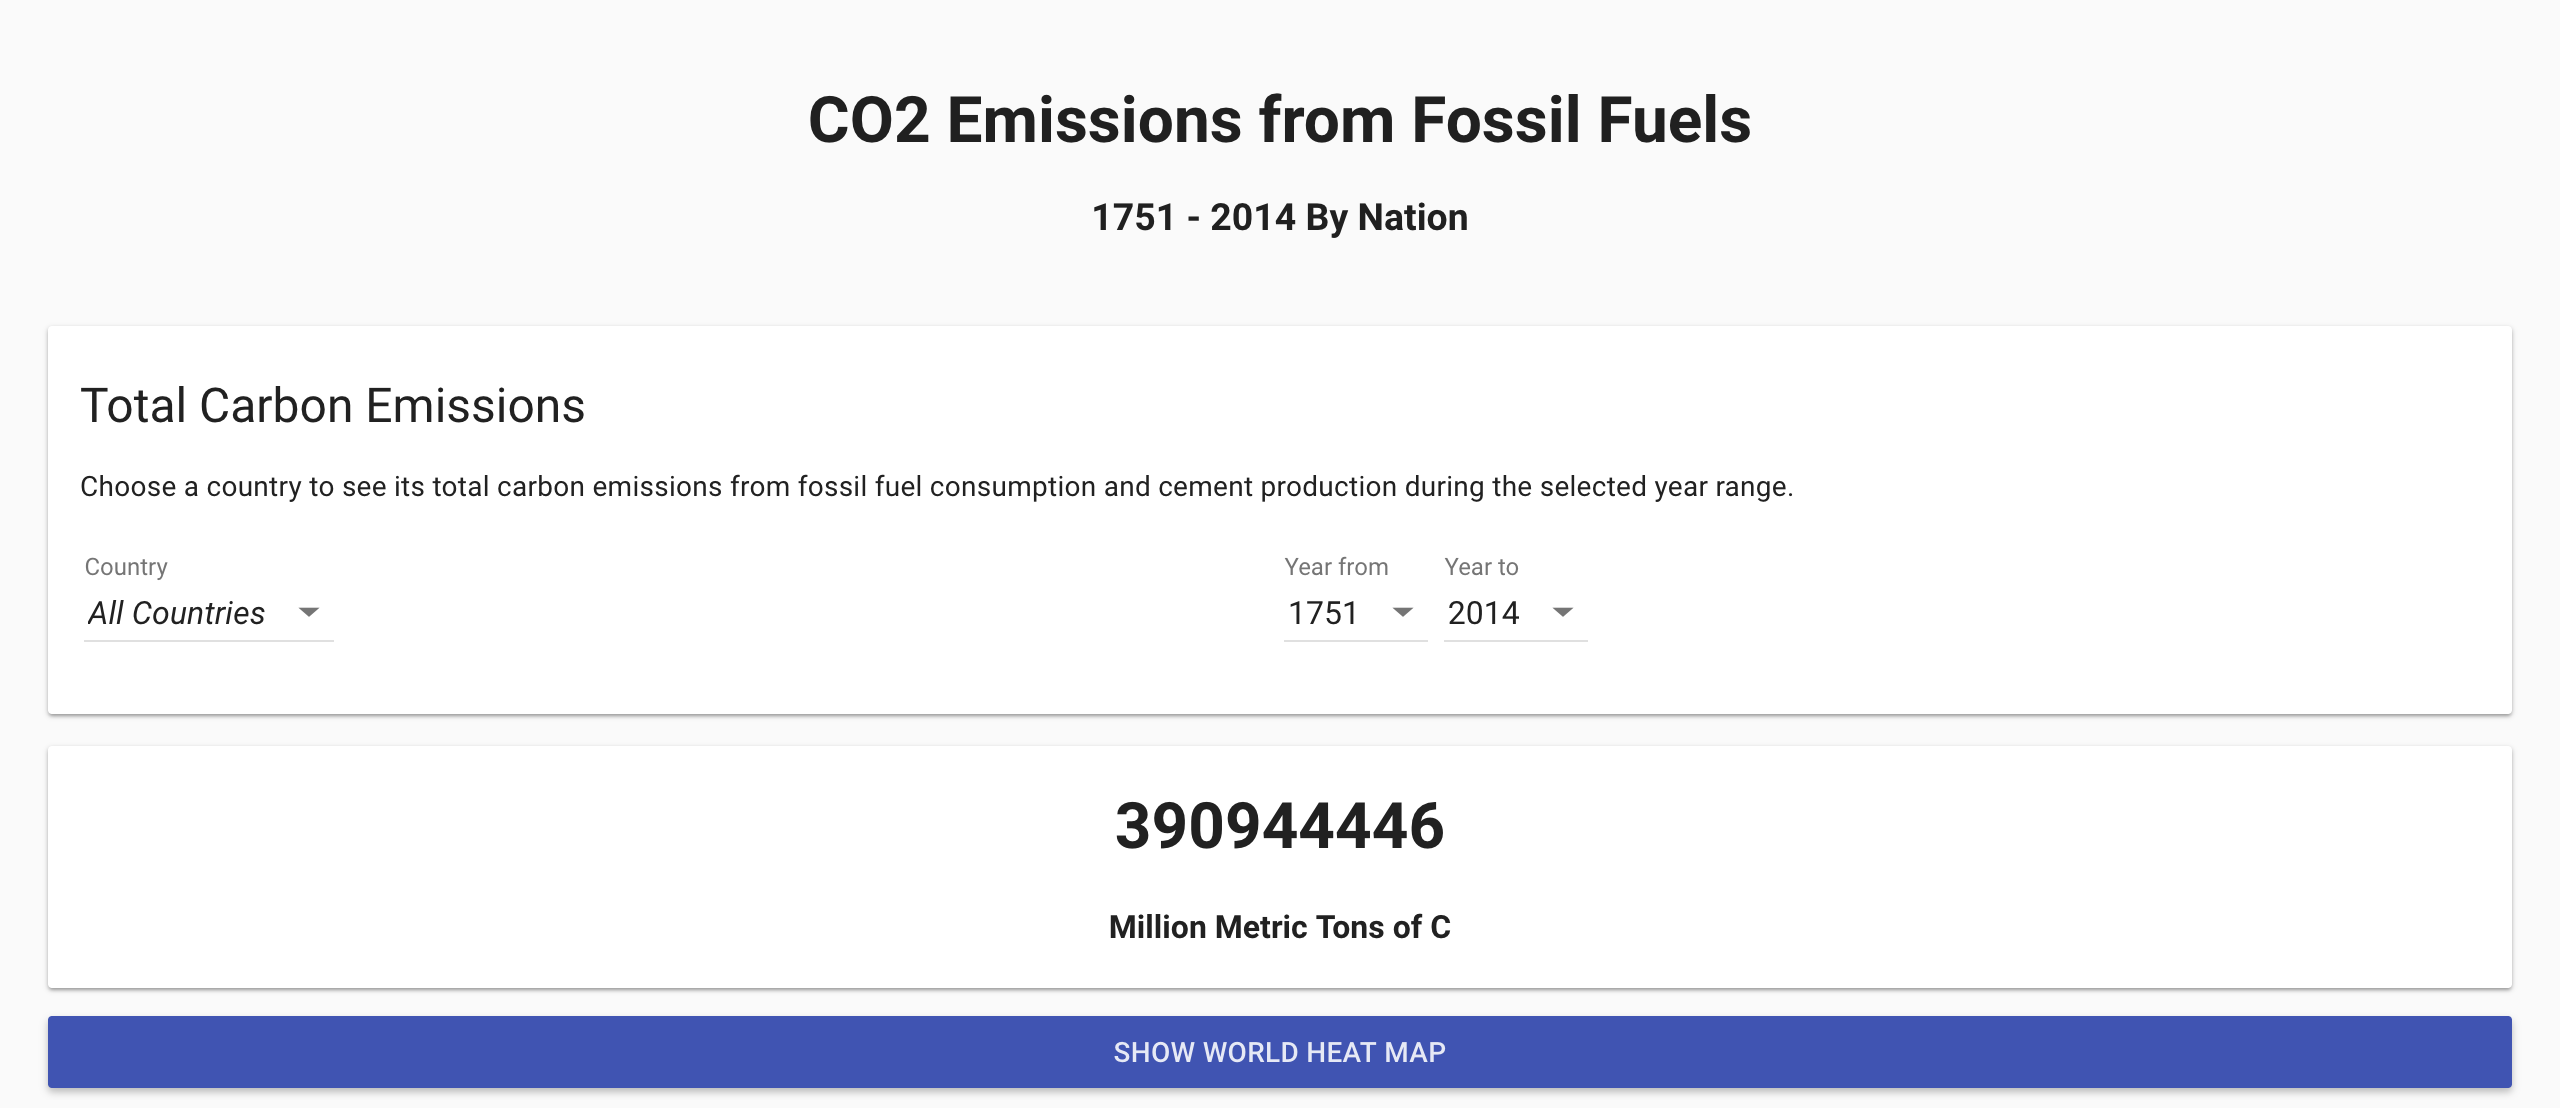 CO2 Emissions from Fossil Fuels
1751 - 2014 By Nation
Total Carbon Emissions
Choose a country to see its total carbon emissions from fossil fuel consumption and cement production during the selected year range.
Country
All Countries
Year from
1751
Year to
2014
390944446
Million Metric Tons of C
SHOW WORLD HEAT MAP